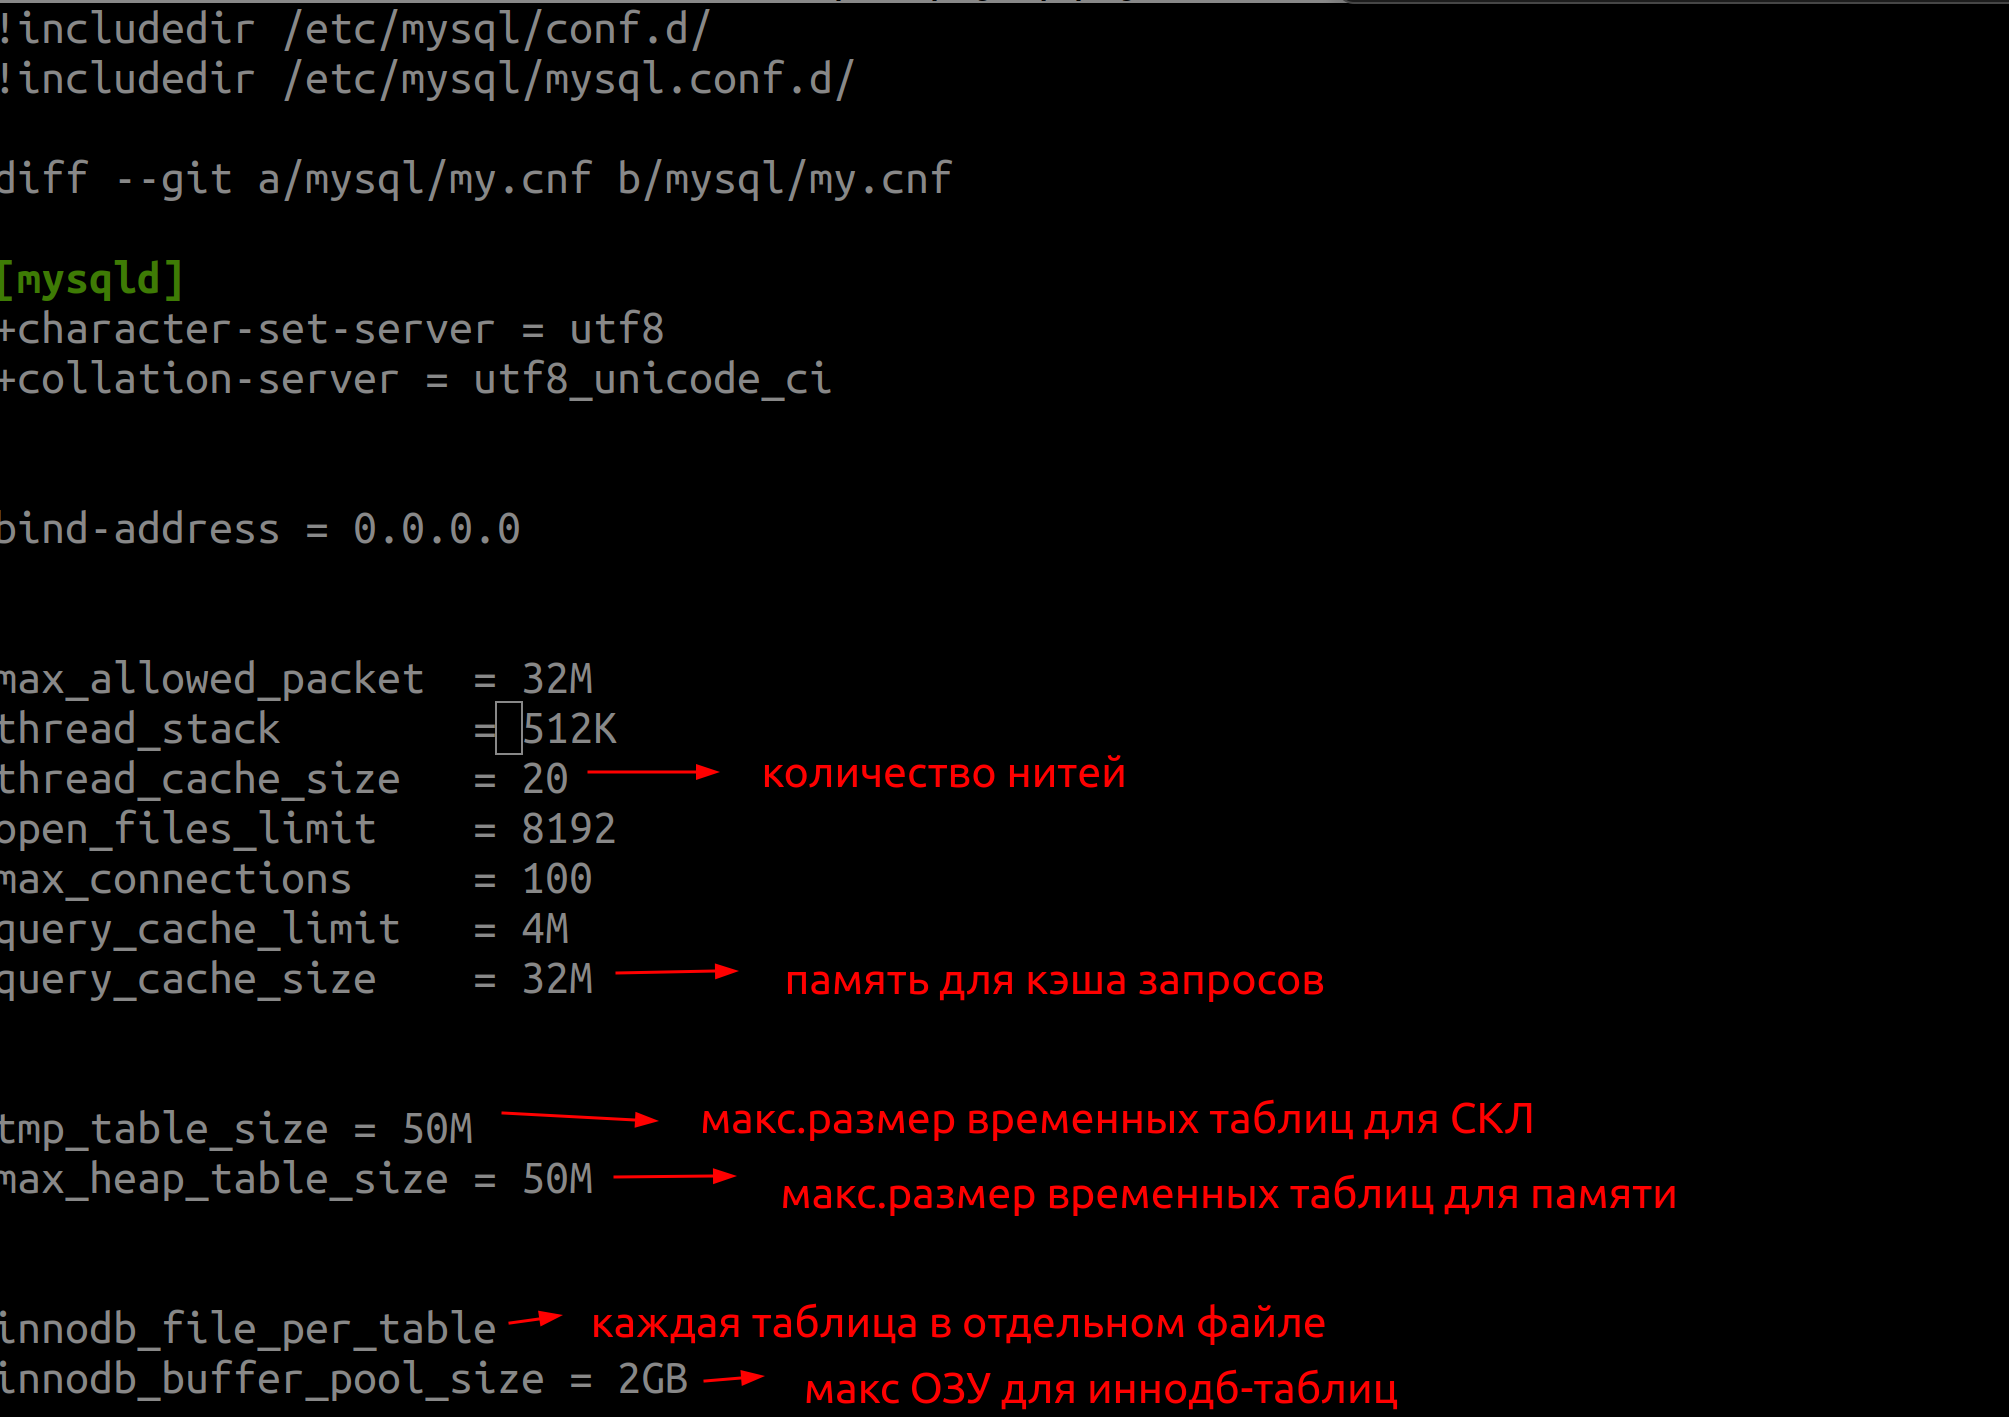 !includedir /etc/mysql/conf.d/
!includedir /etc/mysql/mysql.conf.d/
diff --git a/mysql/my.cnf b/mysql/my.cnf
[mysqld]
+character-set-server = utf8
+collation-server = utf8_unicode_ci
bind-address = 0.0.0.0
max_allowed_packet = 32M
thread_stack = 512K
thread_cache_size = 20 количество нитей
open_files_limit = 8192
max_connections = 100
query_cache_limit = 4M
query_cache_size = 32M память для кэша запросов
tmp_table_size = 50M макс.размер временных таблиц для СКЛ
max_heap_table_size = 50M макс.размер временных таблиц для памяти
innodb_file_per_table каждая таблица в отдельном файле
innodb_buffer_pool_size = 2GB макс ОЗУ для иннодб-таблиц